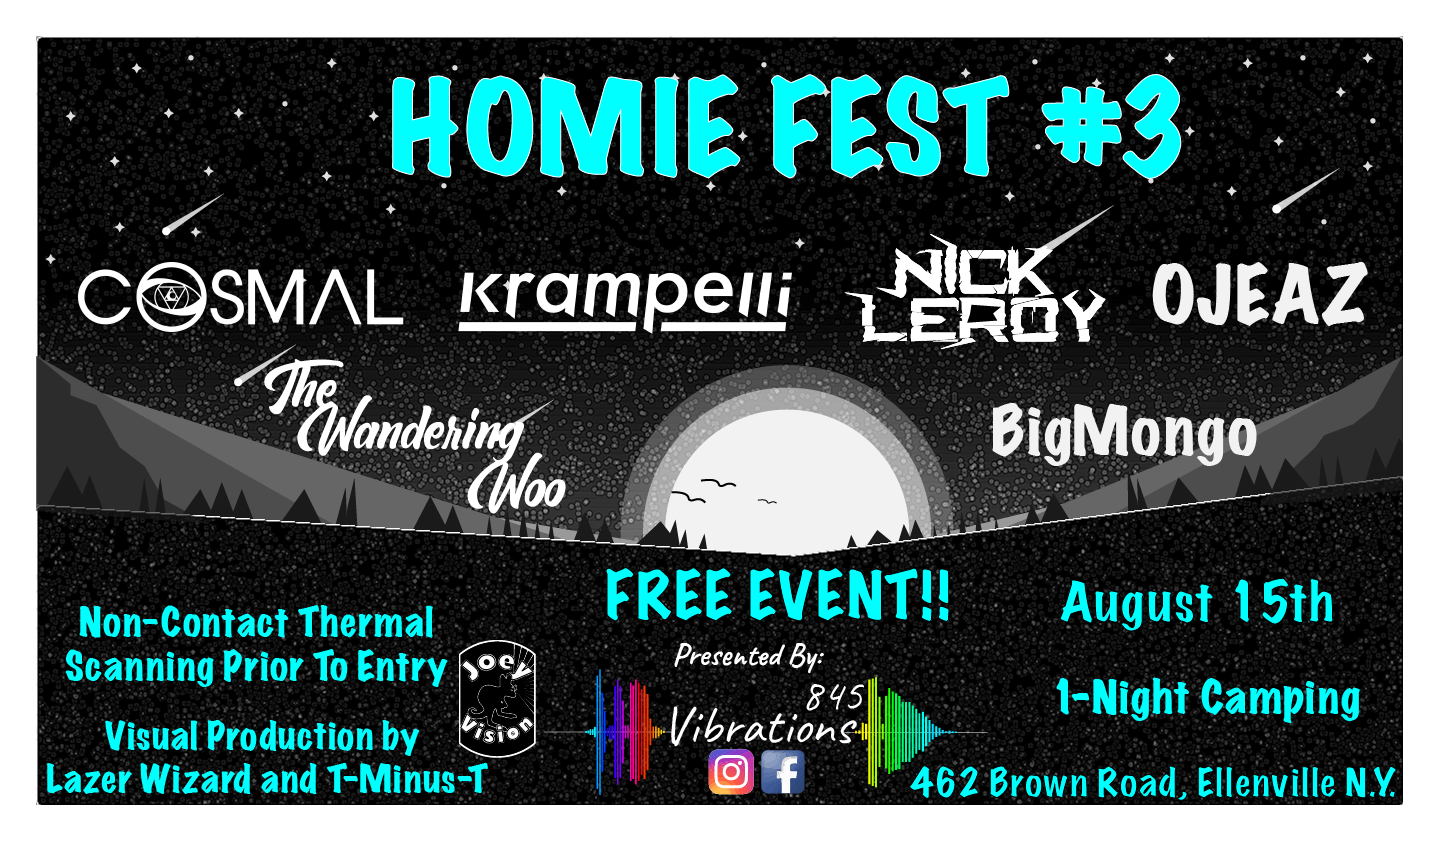 HOMIE FEST #3
COSMAL
krampelli
NICK
LEROY
OJEAZ
The
Wandering
Woo
BigMongo
FREE EVENT!!
Non-Contact Thermal
Scanning Prior To Entry
Visual Production by
Lazer Wizard and T-Minus-T
Joey
Vision
Presented By:
845
Vibrations
f
August 15th
1-Night Camping
462 Brown Road, Ellenville N.Y.